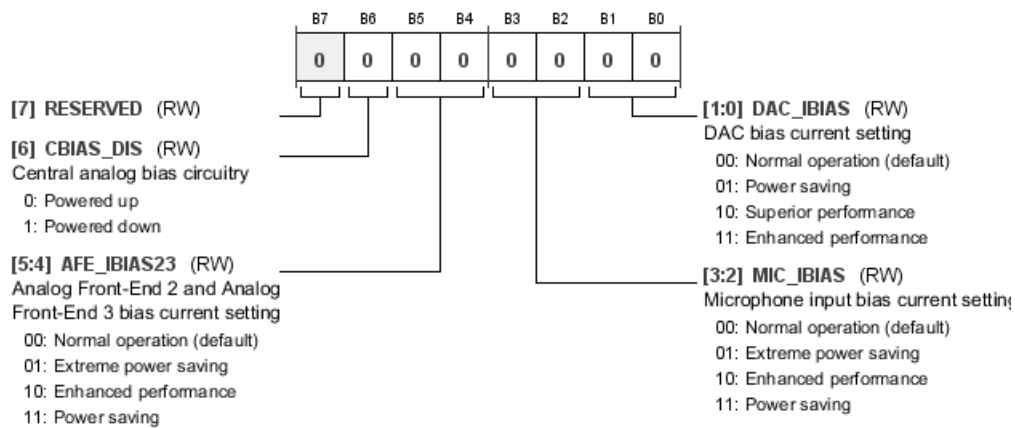 B7 B6 B5 B4 B3 B2 B1 B0
0 0 0 0 0 0 0 0
[7] RESERVED (RW)
[6] CBIAS_DIS (RW)
Central analog bias circuitry
0: Powered up
1: Powered down
[5:4] AFE_IBIAS23 (RW)
Analog Front-End 2 and Analog
Front-End 3 bias current setting
00: Normal operation (default)
01: Extreme power saving
10: Enhanced performance
11: Power saving
[1:0] DAC_IBIAS (RW)
DAC bias current setting
00: Normal operation (default)
01: Power saving
10: Superior performance
11: Enhanced performance
[3:2] MIC_IBIAS (RW)
Microphone input bias current setting
00: Normal operation (default)
01: Extreme power saving
10: Enhanced performance
11: Power saving